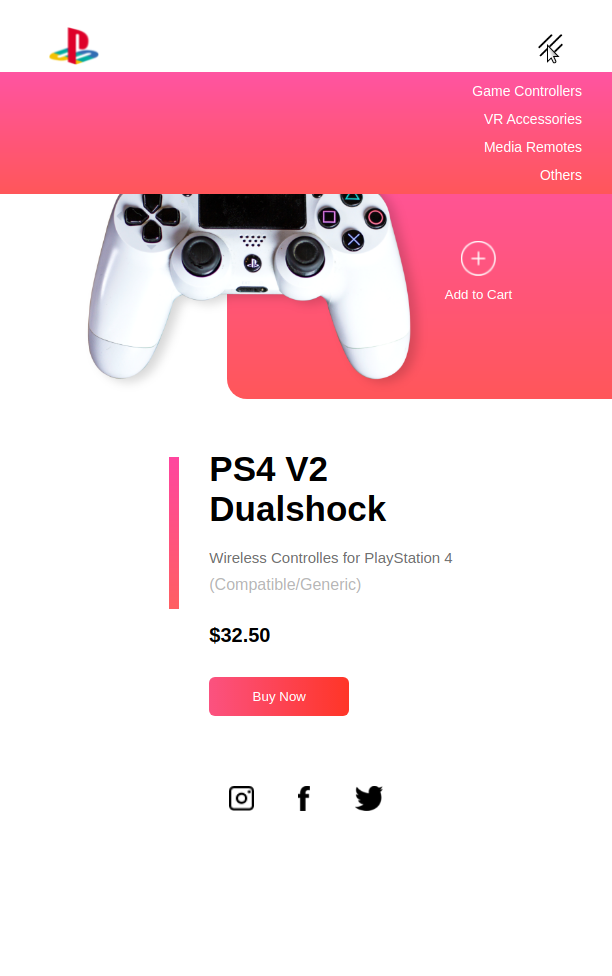 Game Controllers
VR Accessories
Media Remotes
Others
Add to Cart
PS4 V2
Dualshock
Wireless Controlles for PlayStation 4
(Compatible/Generic)
$32.50
Buy Now